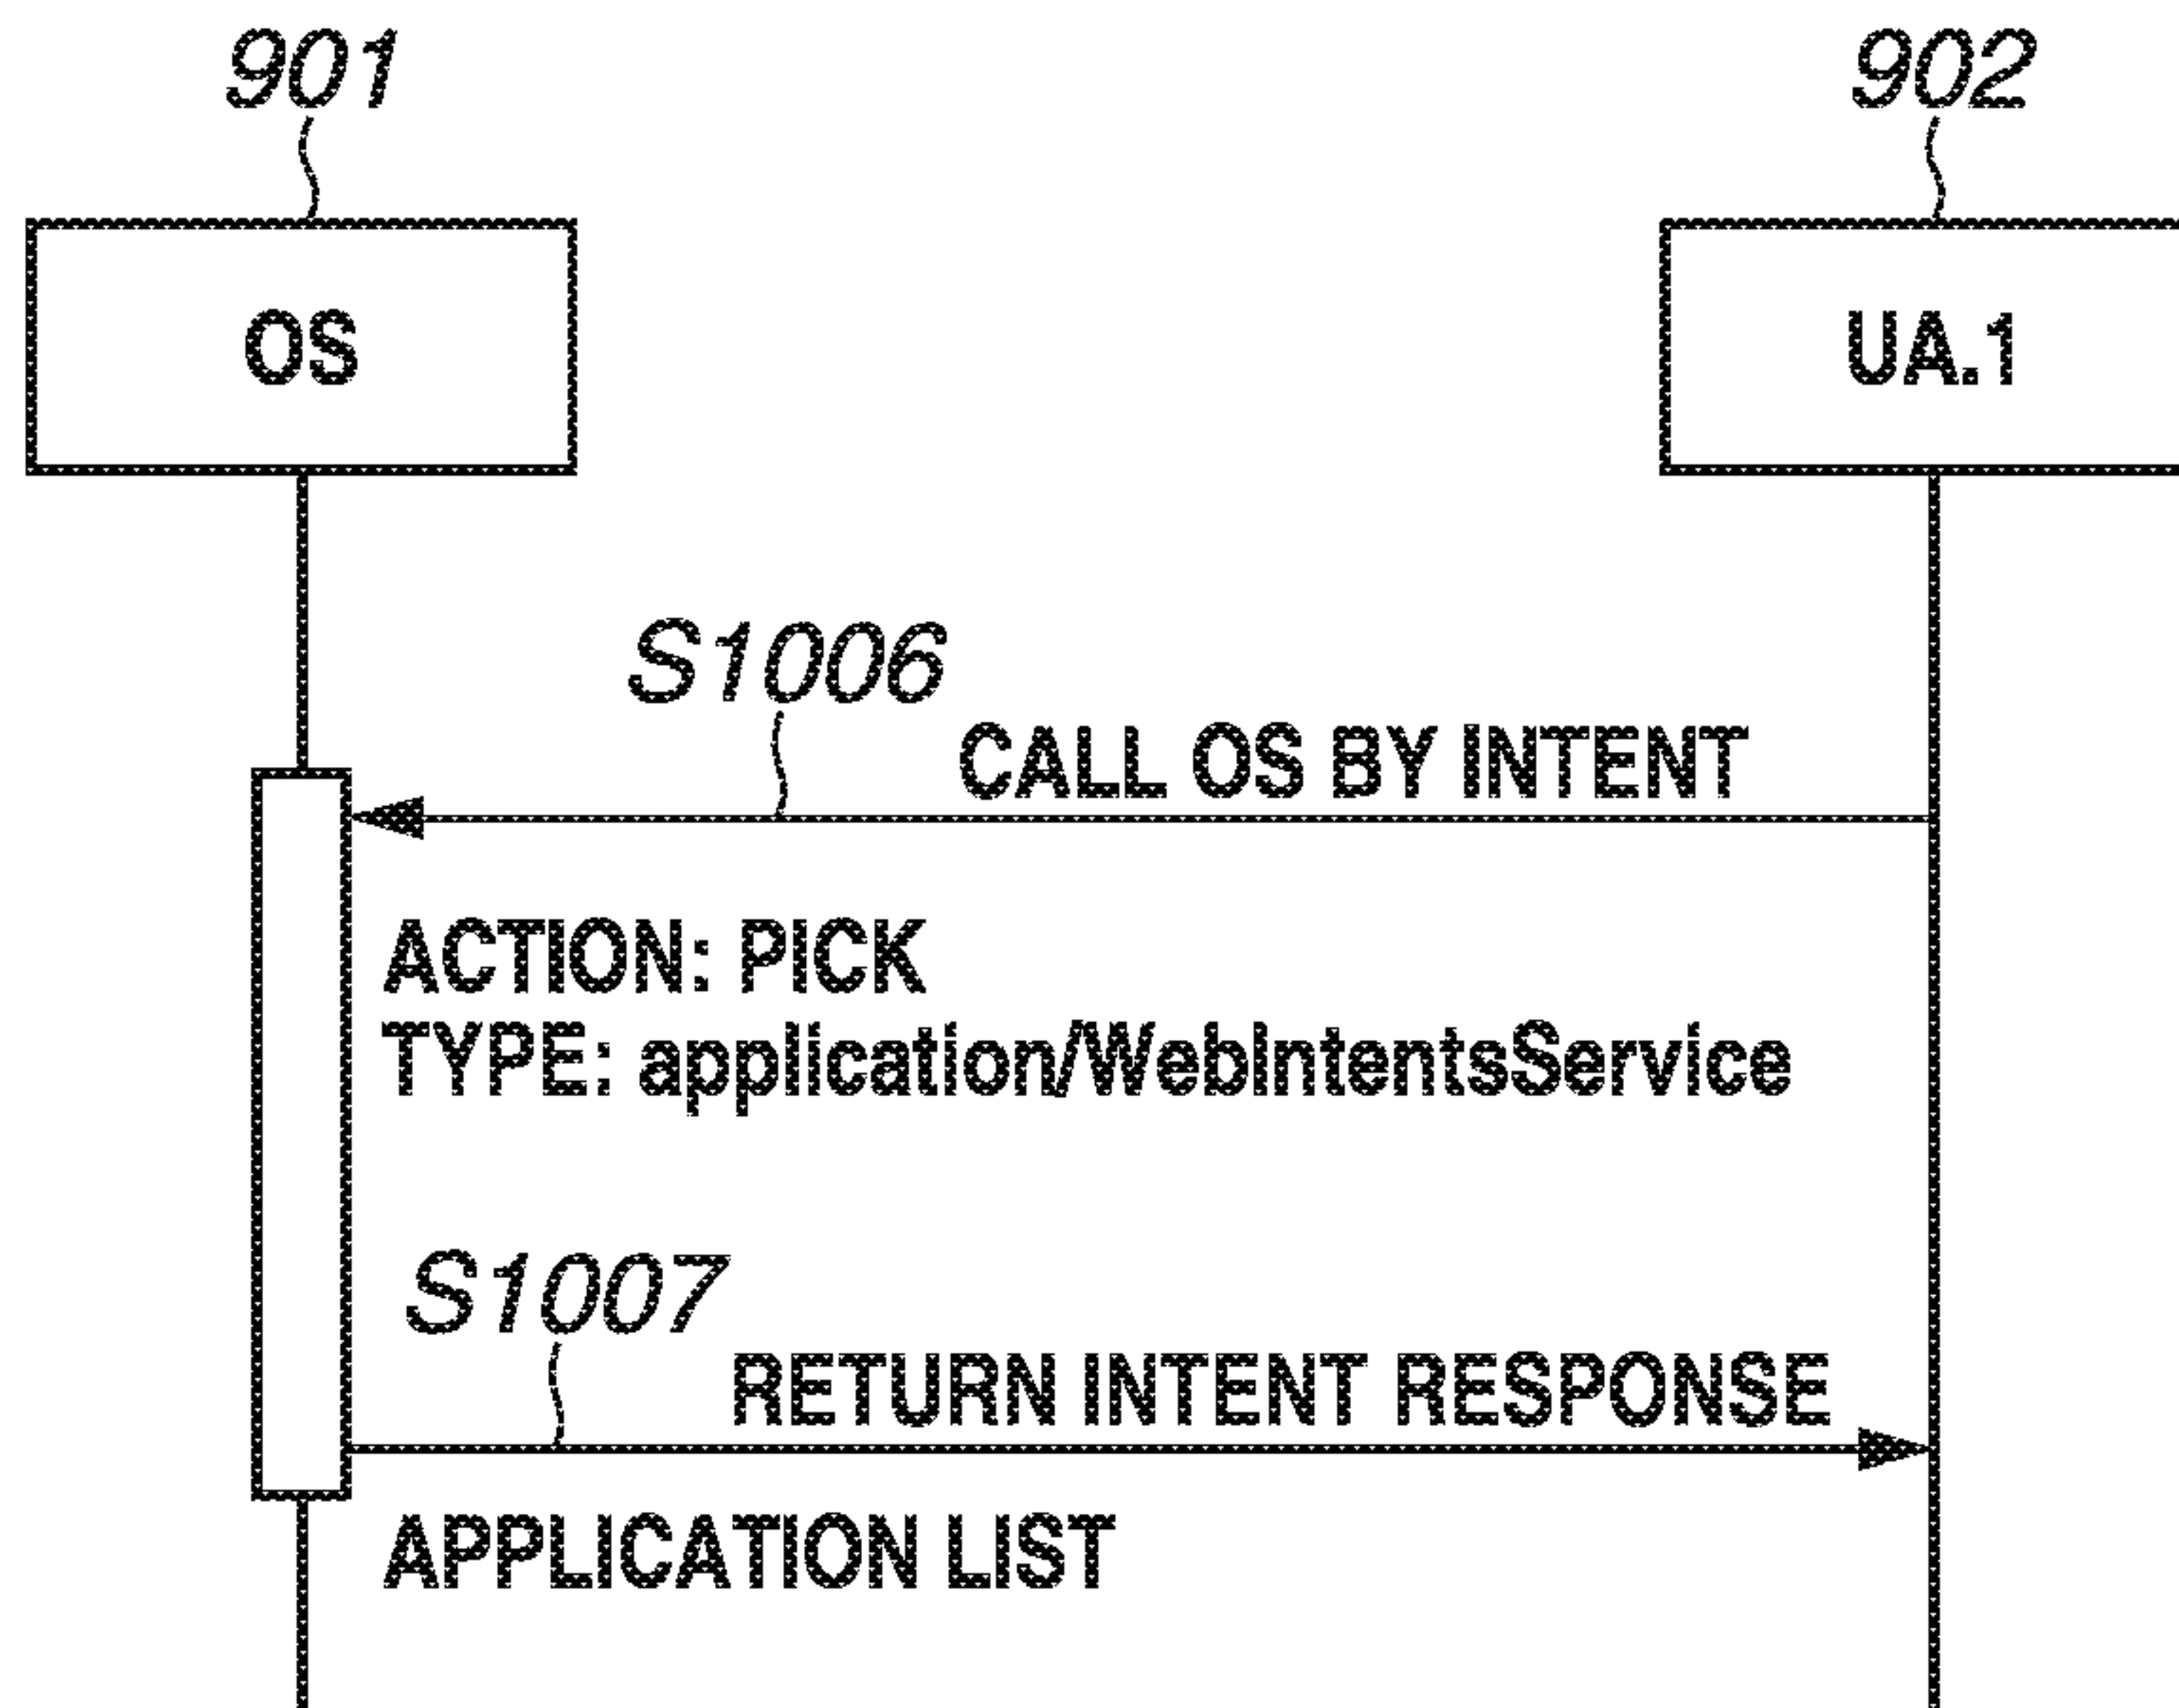 901
902
OS
UA.1
S1006
CALL OS BY INTENT
ACTION: PICK
TYPE: application/WebIntentsService
S1007
RETURN INTENT RESPONSE
APPLICATION LIST